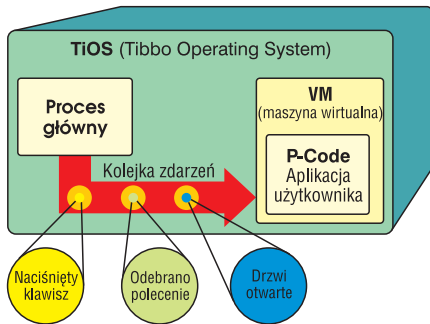 TiOS (Tibbo Operating System)
Proces
główny
VM
(maszyna wirtualna)
P-Code
Aplikacja
użytkownika
Kolejka zdarzeń
Naciśnięty
klawisz
Odebrano
polecenie
Drzwi
otwarte